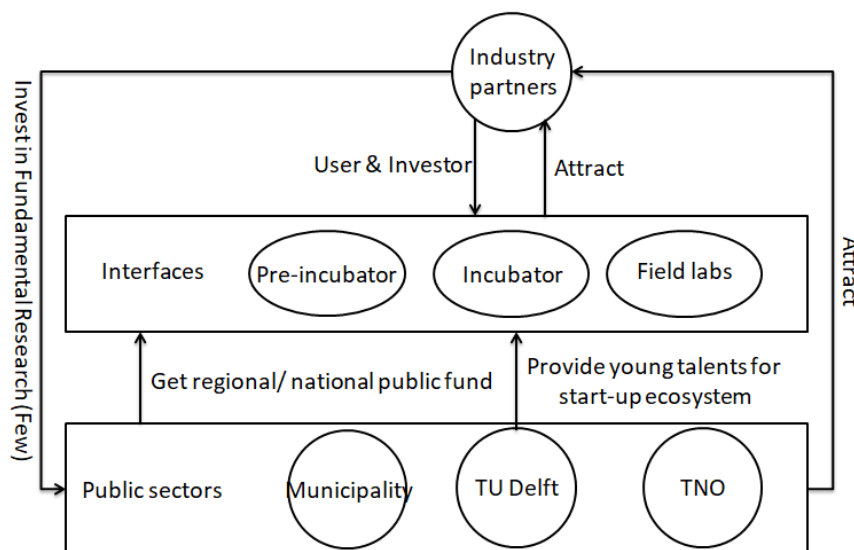 Industry
partners
Invest in Fundamental Research (Few)
User & Investor
Attract
Attract
Interfaces
Pre-incubator
Incubator
Field labs
Get regional/ national public fund
Provide young talents for
start-up ecosystem
Public sectors
Municipality
TU Delft
TNO